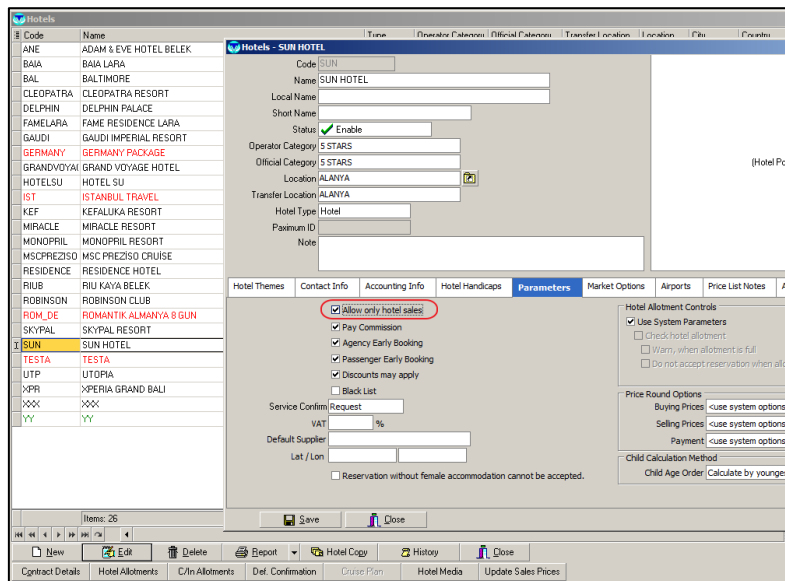 Hotels
Code Name Type Operator Category Official Category Transfer Location Location City Country
ANE ADAM & EVE HOTEL BELEK
BAIA BAIA LARA
BAL BALTIMORE
CLEOPATRA CLEOPATRA RESORT
DELPHIN DELPHIN PALACE
FAMELARA FAME RESIDENCE LARA
GAUDI GAUDI IMPERIAL RESORT
GERMANY GERMANY PACKAGE
GRANDVOYA( GRAND VOYAGE HOTEL
HOTELSU HOTEL SU
IST ISTANBUL TRAVEL
KEF KEFALUKA RESORT
MIRACLE MIRACLE RESORT
MONOPRIL MONOPRIL RESORT
MSCPREZISO MSC PREZİSO CRUİSE
RESIDENCE RESIDENCE HOTEL
RIUB RIU KAYA BELEK
ROBINSON ROBINSON CLUB
ROM_DE ROMANTIK ALMANYA 8 GUN
SKYPAL SKYPAL RESORT
SUN SUN HOTEL
TESTA TESTA
UTP UTOPIA
XPR XPERIA GRAND BALI
XXX XXX
YY YY
Items: 26
Hotels - SUN HOTEL
Code SUN
Name SUN HOTEL
Local Name
Short Name
Status Enable
Operator Category 5 STARS
Official Category 5 STARS
Location ALANYA
Transfer Location ALANYA
Hotel Type Hotel
Paximum ID
Note
(Hotel Po
Hotel Themes Contact Info Accounting Info Hotel Handicaps Parameters Market Options Airports Price List Notes A
Allow only hotel sales
Pay Commission
Agency Early Booking
Passenger Early Booking
Discounts may apply
Black List
Service Confirm Request
VAT %
Default Supplier
Lat / Lon
Reservation without female accommodation cannot be accepted.
Hotel Allotment Controls
Use System Parameters
Check hotel allotment
Warn, when allotment is full
Do not accept reservation when allo
Price Round Options
Buying Prices <use system options
Selling Prices <use system options
Payment <use system options
Child Calculation Method
Child Age Order Calculate by younges
Save Close
New Edit Delete Report Hotel Copy History Close
Contract Details Hotel Allotments C/In Allotments Def. Confirmation Cruise Plan Hotel Media Update Sales Prices